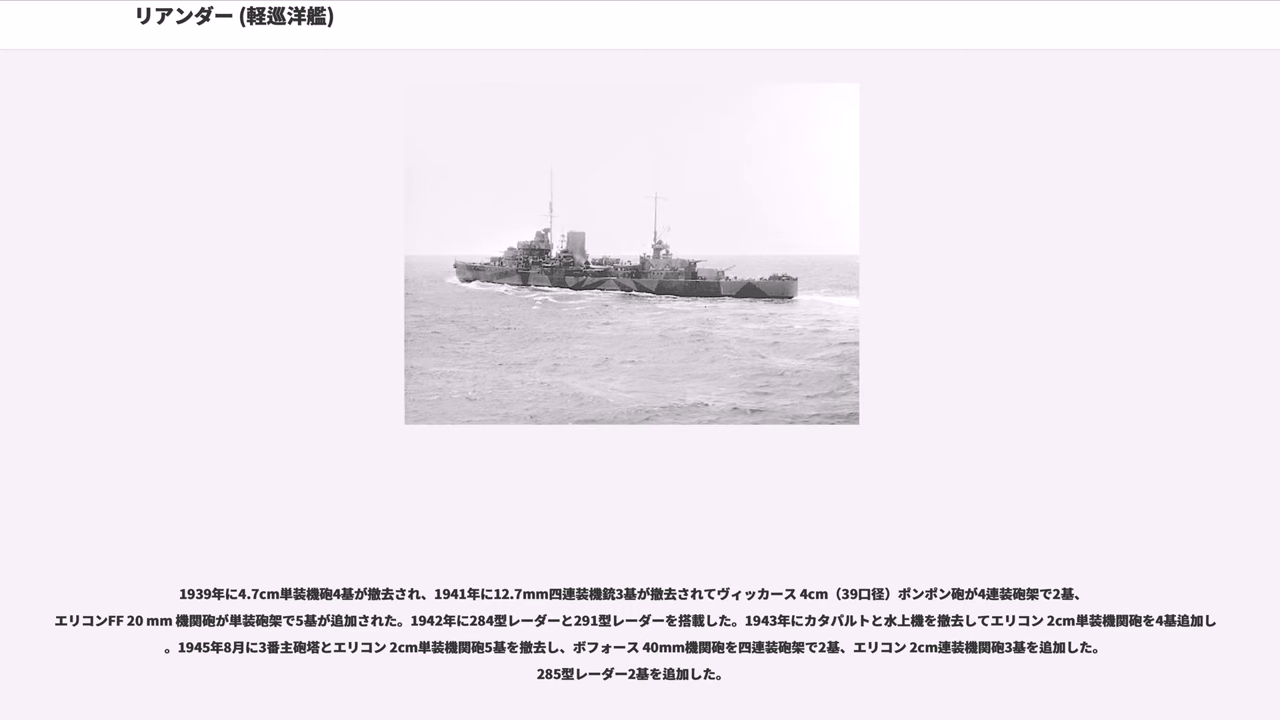 リアンダー (軽巡洋艦)
1939年に4.7cm単装機砲4基が撤去され、1941年に12.7mm四連装機銃3基が撤去されてヴィッカース 4cm（39口径）ポンポン砲が4連装砲架で2基、
エリコンFF 20 mm 機関砲が単装砲架で5基が追加された。1942年に284型レーダーと291型レーダーを搭載した。1943年にカタパルトと水上機を撤去してエリコン 2cm単装機関砲を4基追加し
。1945年8月に3番主砲塔とエリコン 2cm単装機関砲5基を撤去し、ボフォース 40mm機関砲を四連装砲架で2基、エリコン 2cm連装機関砲3基を追加した。
285型レーダー2基を追加した。